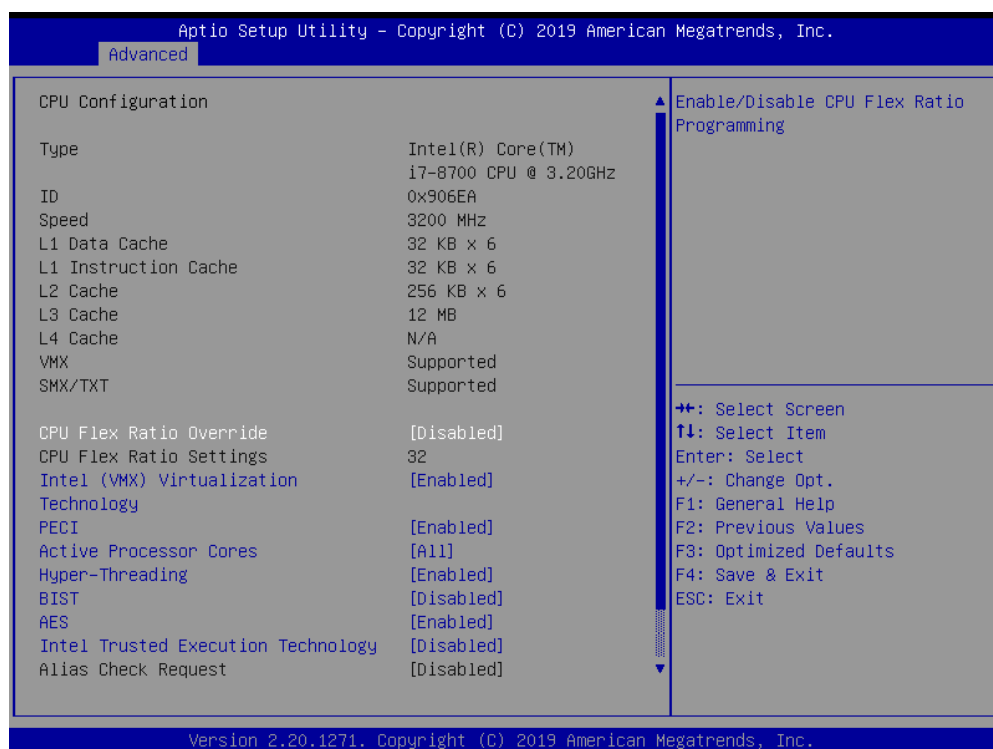 Aptio Setup Utility – Copyright (C) 2019 American Megatrends, Inc.
Advanced
CPU Configuration
Type Intel(R) Core(TM)
i7-8700 CPU @ 3.20GHz
ID 0x906EA
Speed 3200 MHz
L1 Data Cache 32 KB x 6
L1 Instruction Cache 32 KB x 6
L2 Cache 256 KB x 6
L3 Cache 12 MB
L4 Cache N/A
VMX Supported
SMX/TXT Supported
CPU Flex Ratio Override [Disabled]
CPU Flex Ratio Settings 32
Intel (VMX) Virtualization [Enabled]
Technology
PECI [Enabled]
Active Processor Cores [All]
Hyper-Threading [Enabled]
BIST [Disabled]
AES [Enabled]
Intel Trusted Execution Technology [Disabled]
Alias Check Request [Disabled]
Enable/Disable CPU Flex Ratio
Programming
→←: Select Screen
↑↓: Select Item
Enter: Select
+/-: Change Opt.
F1: General Help
F2: Previous Values
F3: Optimized Defaults
F4: Save & Exit
ESC: Exit
Version 2.20.1271. Copyright (C) 2019 American Megatrends, Inc.